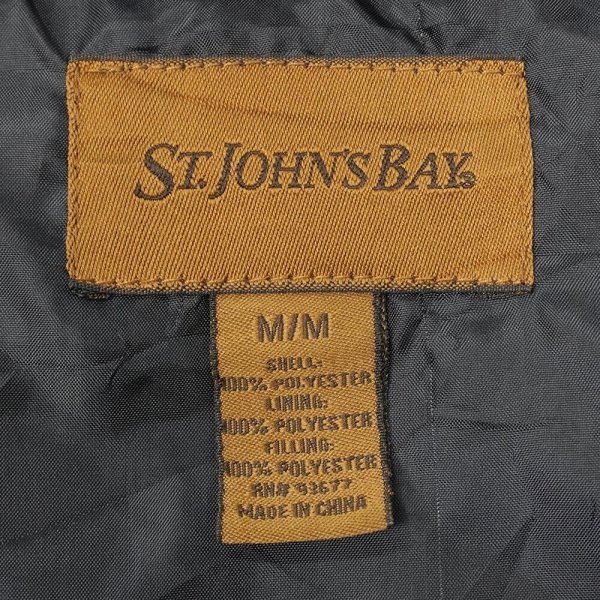 ST. JOHN'S BAY®
M/M
SHELL:
100% POLYESTER
LINING:
100% POLYESTER
FILLING:
100% POLYESTER
RN# 93677
MADE IN CHINA